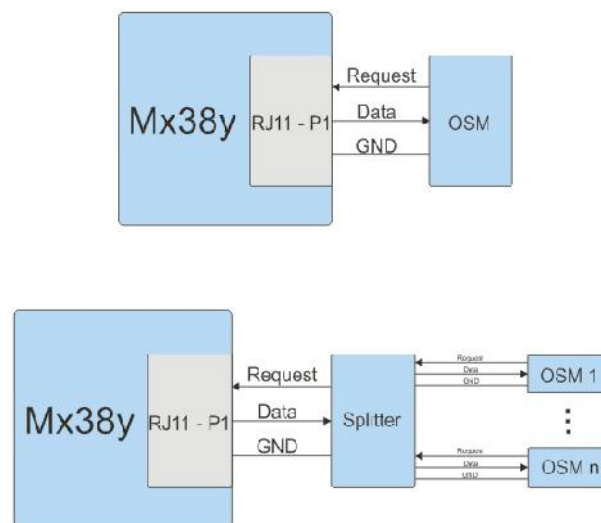 Mx38y
RJ11 - P1
Request
Data
GND
OSM
Mx38y
RJ11 - P1
Request
Data
GND
Splitter
Request
Data
GND
OSM 1
Request
Data
GND
OSM n